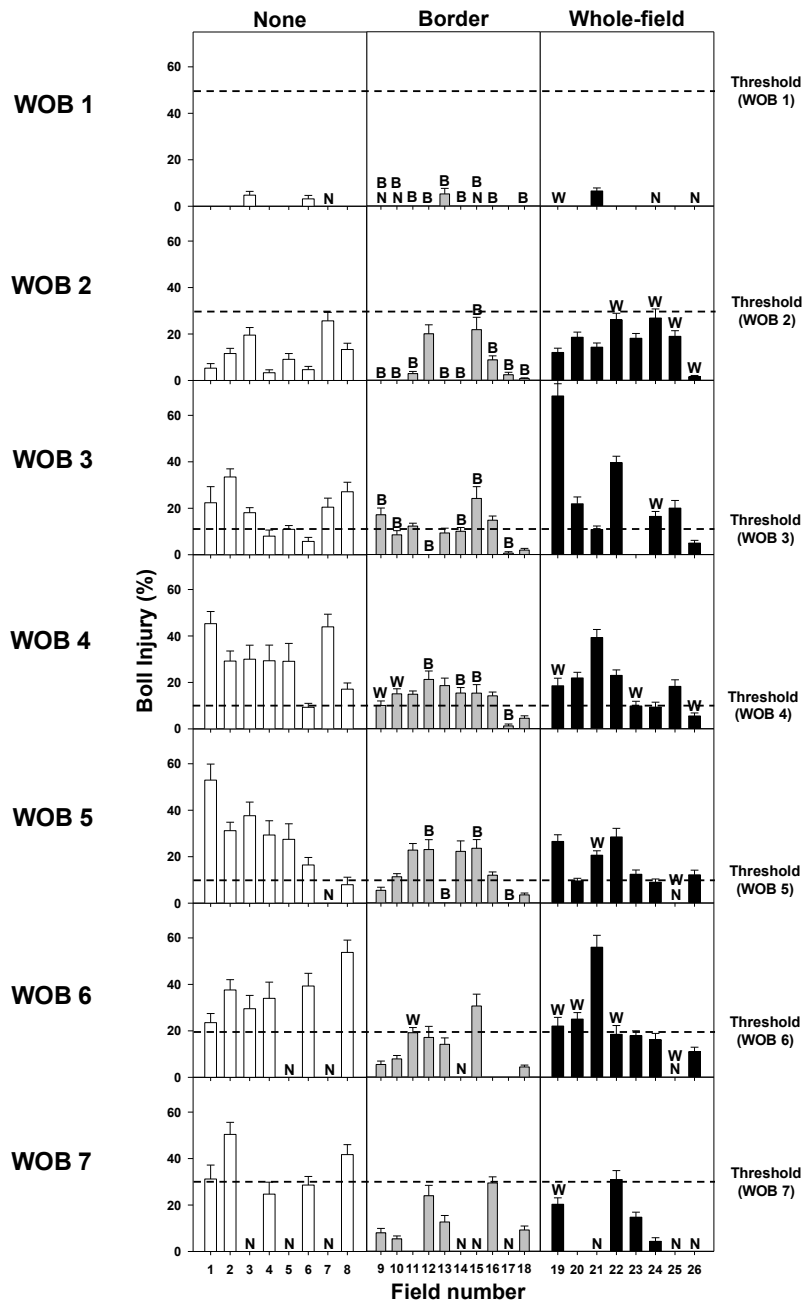 None Border Whole-field
WOB 1
60
40
20
0
Threshold
(WOB 1)
B B B B
N N N B B B N B B W N N
WOB 2
60
40
20
0
Threshold
(WOB 2)
B W W
B W
B B B B B B B W
WOB 3
60
40
20
0
Threshold
(WOB 3)
B B W
B B
B B
Boll Injury (%)
WOB 4
60
40
20
0
Threshold
(WOB 4)
W W B B B W W W
B
WOB 5
60
40
20
0
Threshold
(WOB 5)
B B W
W
N B B N
WOB 6
60
40
20
0
Threshold
(WOB 6)
W W W W
W
N N N N
WOB 7
60
40
20
0
Threshold
(WOB 7)
W
N N N N N N N N N
1 2 3 4 5 6 7 8 9 10 11 12 13 14 15 16 17 18 19 20 21 22 23 24 25 26
Field number